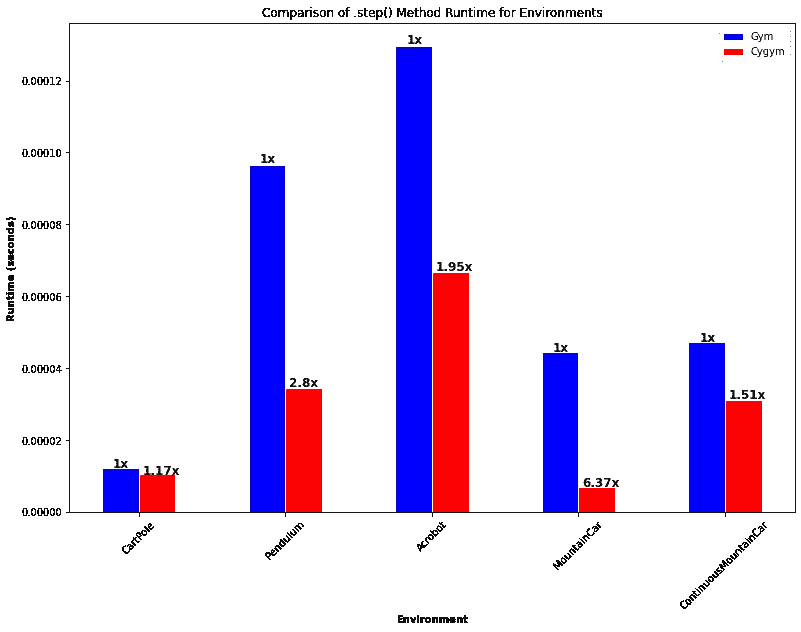 Comparison of .step() Method Runtime for Environments
Gym
Cygym
Runtime (seconds)
0.00012
0.00010
0.00008
0.00006
0.00004
0.00002
0.00000
1x
1.17x
1x
2.8x
1x
1.95x
1x
6.37x
1x
1.51x
CartPole
Pendulum
Acrobot
MountainCar
ContinuousMountainCar
Environment